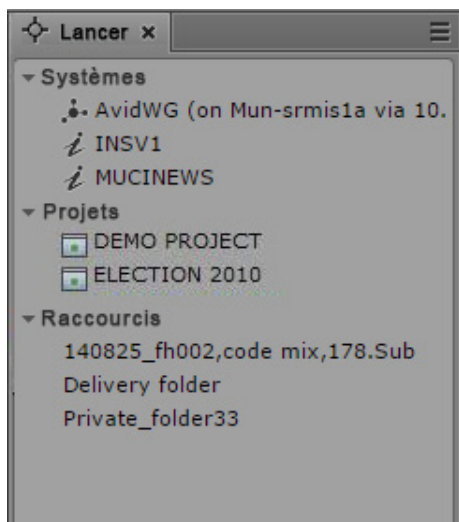 Lancer
Systèmes
AvidWG (on Mun-srmis1a via 10.
INSV1
MUCINEWS
Projets
DEMO PROJECT
ELECTION 2010
Raccourcis
140825_fh002,code mix,178.Sub
Delivery folder
Private_folder33